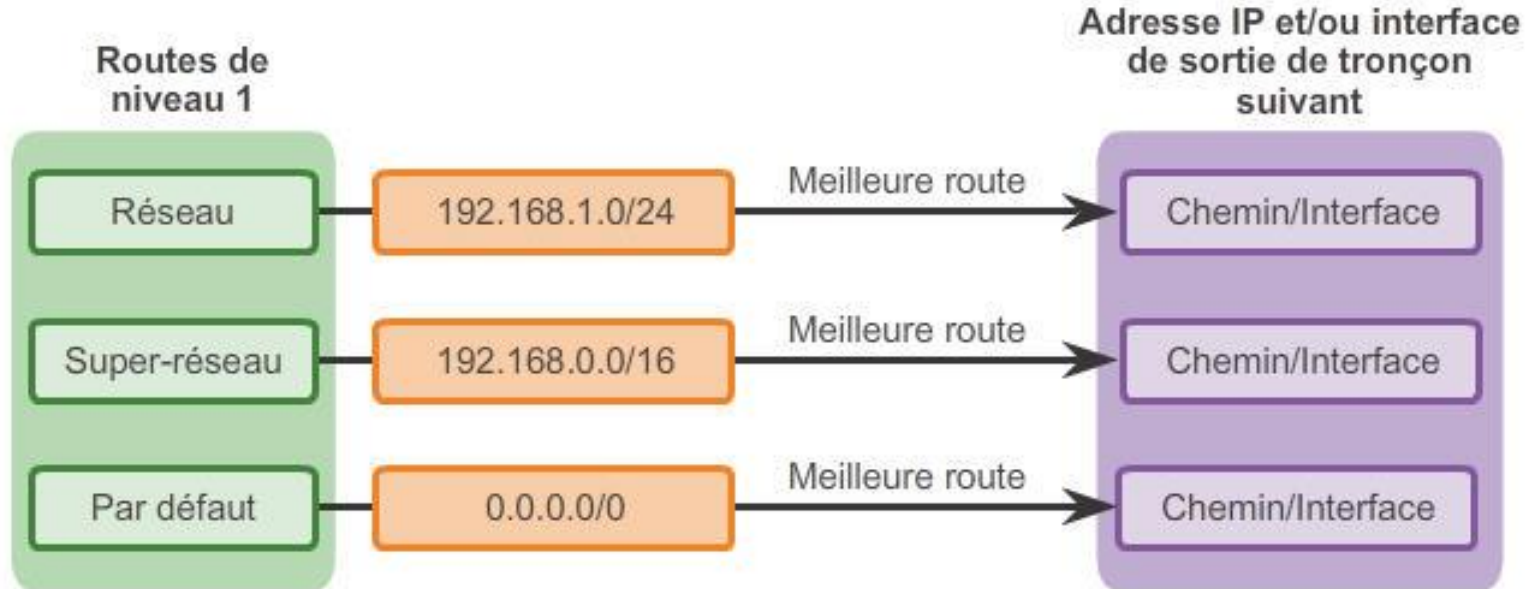 Routes de
niveau 1
Adresse IP et/ou interface
de sortie de tronçon
suivant
Réseau
192.168.1.0/24
Meilleure route
Chemin/Interface
Super-réseau
192.168.0.0/16
Meilleure route
Chemin/Interface
Par défaut
0.0.0.0/0
Meilleure route
Chemin/Interface